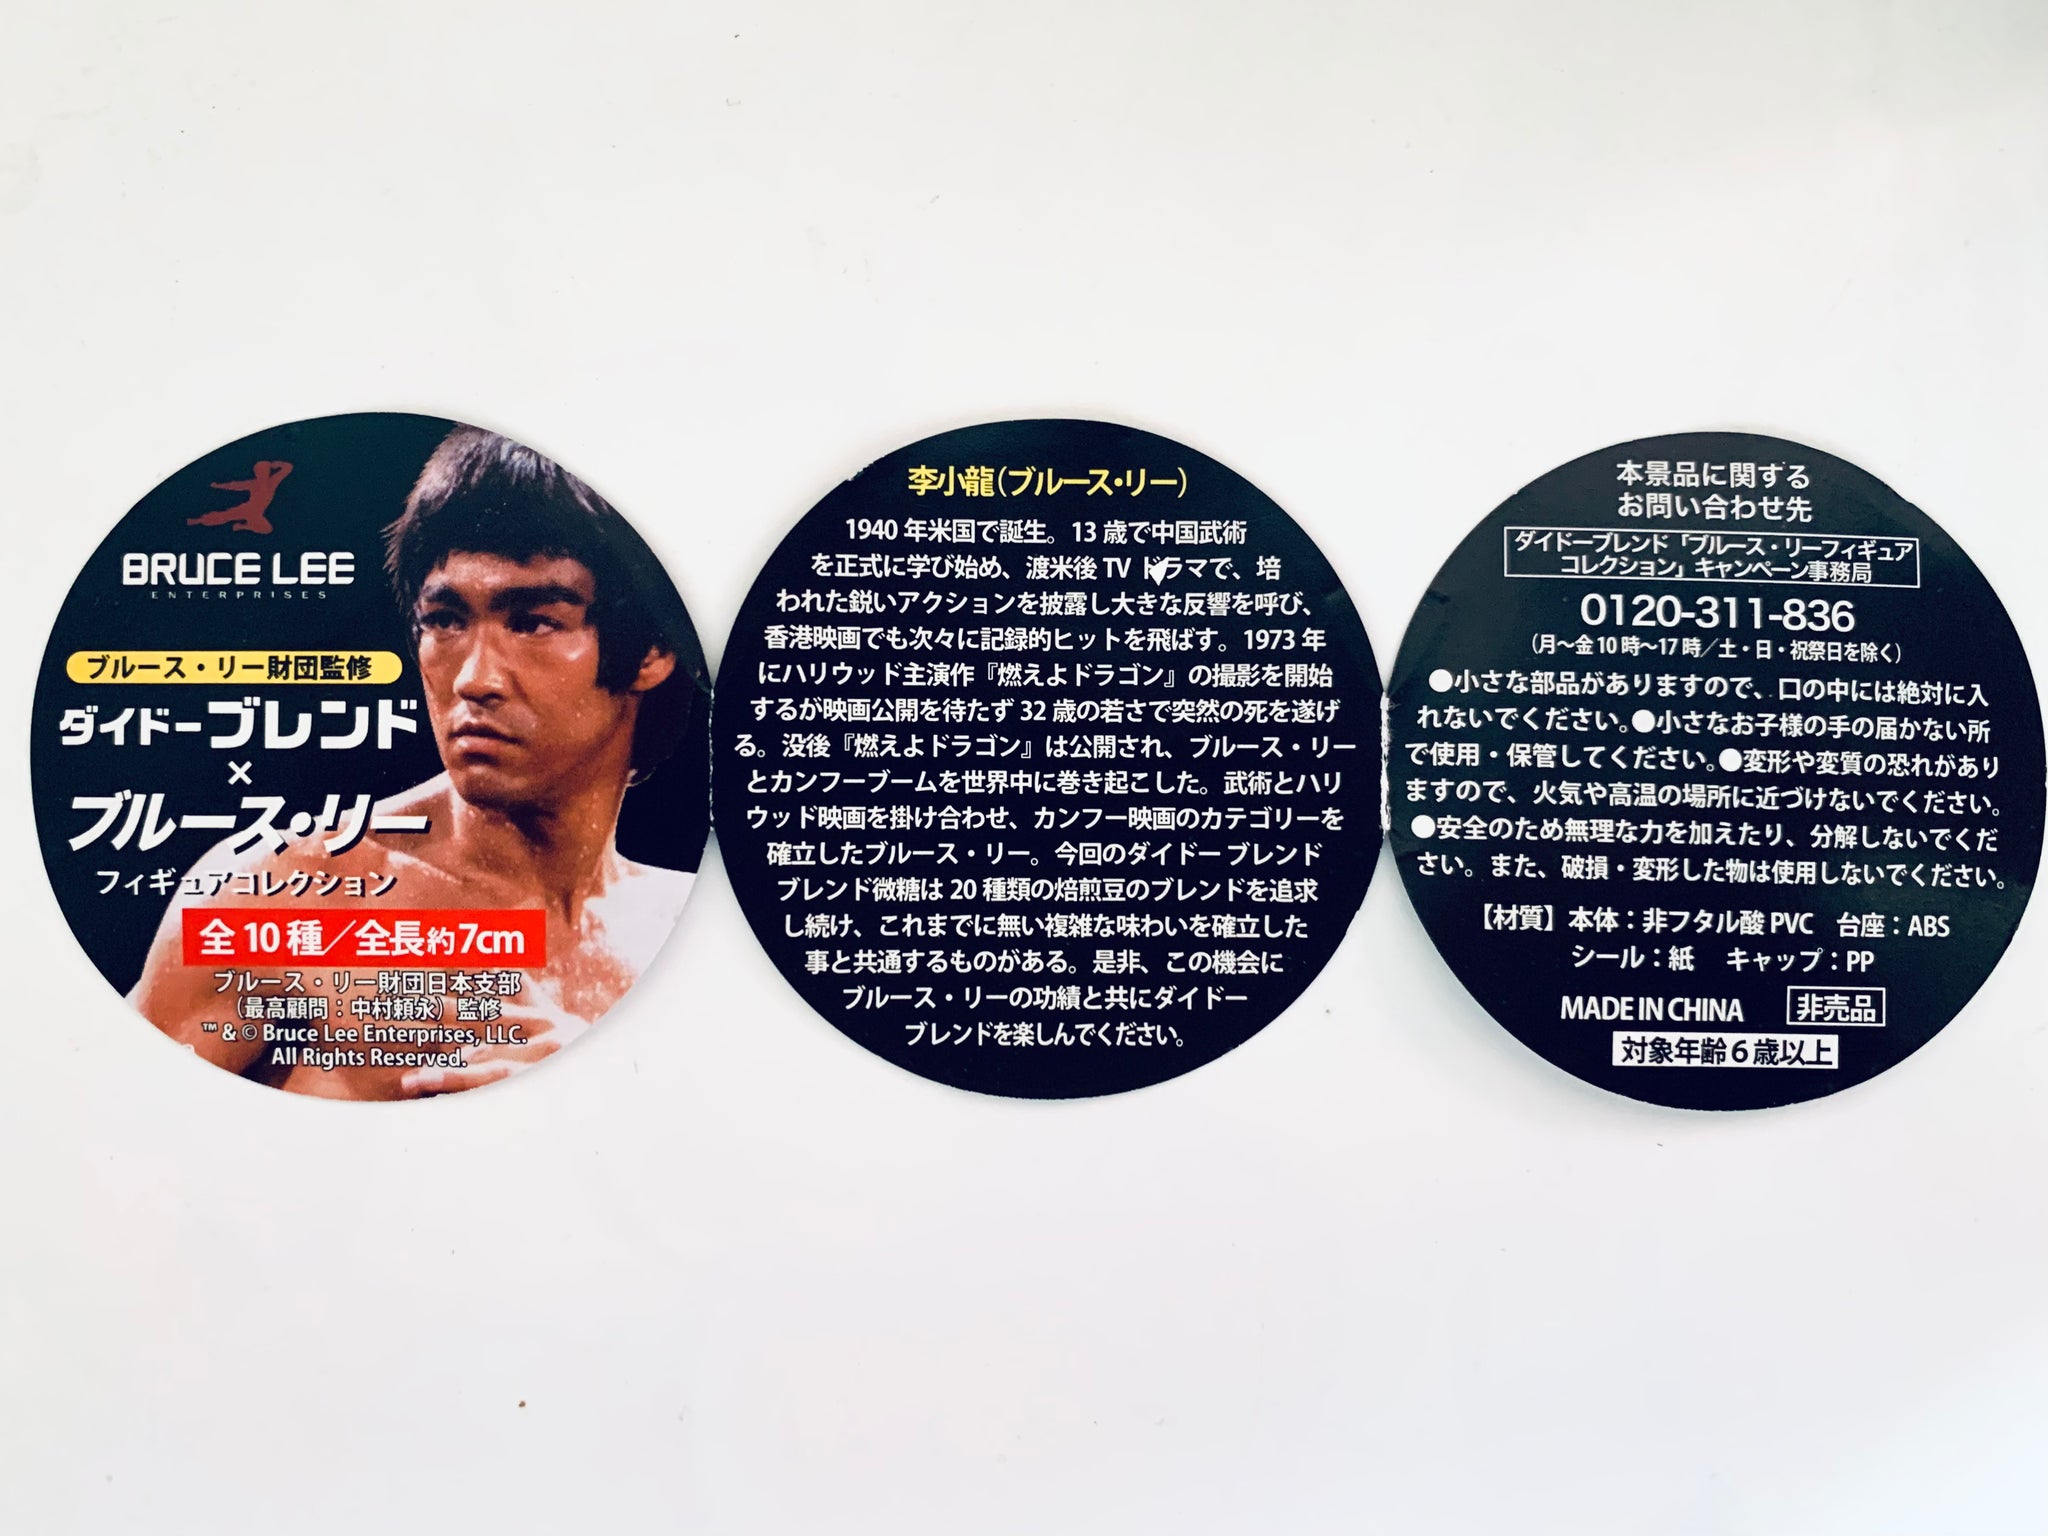 BRUCE LEE
ENTERPRISES
ブルース・リー財団監修
ダイドーブレンド
×
ブルース・リー
フィギュアコレクション
全10種／全長約7cm
ブルース・リー財団日本支部
（最高顧問：中村頼永）監修
™ & © Bruce Lee Enterprises, LLC.
All Rights Reserved.
李小龍（ブルース・リー）
1940年米国で誕生。13歳で中国武術
を正式に学び始め、渡米後TVドラマで、培
われた鋭いアクションを披露し大きな反響を呼び、
香港映画でも次々に記録的ヒットを飛ばす。1973年
にハリウッド主演作『燃えよドラゴン』の撮影を開始
するが映画公開を待たず32歳の若さで突然の死を遂げ
る。没後『燃えよドラゴン』は公開され、ブルース・リー
とカンフーブームを世界中に巻き起こした。武術とハリ
ウッド映画を掛け合わせ、カンフー映画のカテゴリーを
確立したブルース・リー。今回のダイドーブレンド
ブレンド微糖は20種類の焙煎豆のブレンドを追求
し続け、これまでに無い複雑な味わいを確立した
事と共通するものがある。是非、この機会に
ブルース・リーの功績と共にダイドー
ブレンドを楽しんでください。
本景品に関する
お問い合わせ先
ダイドーブレンド「ブルース・リーフィギュア
コレクション」キャンペーン事務局
0120-311-836
（月～金10時～17時／土・日・祝祭日を除く）
●小さな部品がありますので、口の中には絶対に入
れないでください。●小さなお子様の手の届かない所
で使用・保管してください。●変形や変質の恐れがあり
ますので、火気や高温の場所に近づけないでください。
●安全のため無理な力を加えたり、分解しないでくだ
さい。また、破損・変形した物は使用しないでください。
【材質】本体：非フタル酸PVC 台座：ABS
シール：紙 キャップ：PP
MADE IN CHINA 非売品
対象年齢6歳以上